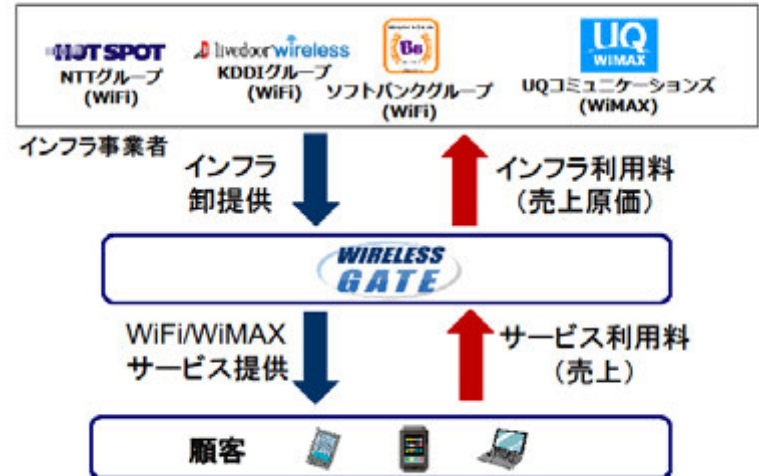 HOT SPOT
NTTグループ
(WiFi)
livedoor wireless
KDDIグループ
(WiFi)
BB
ソフトバンクグループ
(WiFi)
UQ
WiMAX
UQコミュニケーションズ
(WiMAX)
インフラ事業者
インフラ
卸提供
インフラ利用料
(売上原価)
WIRELESS
GATE
WiFi/WiMAX
サービス提供
サービス利用料
(売上)
顧客